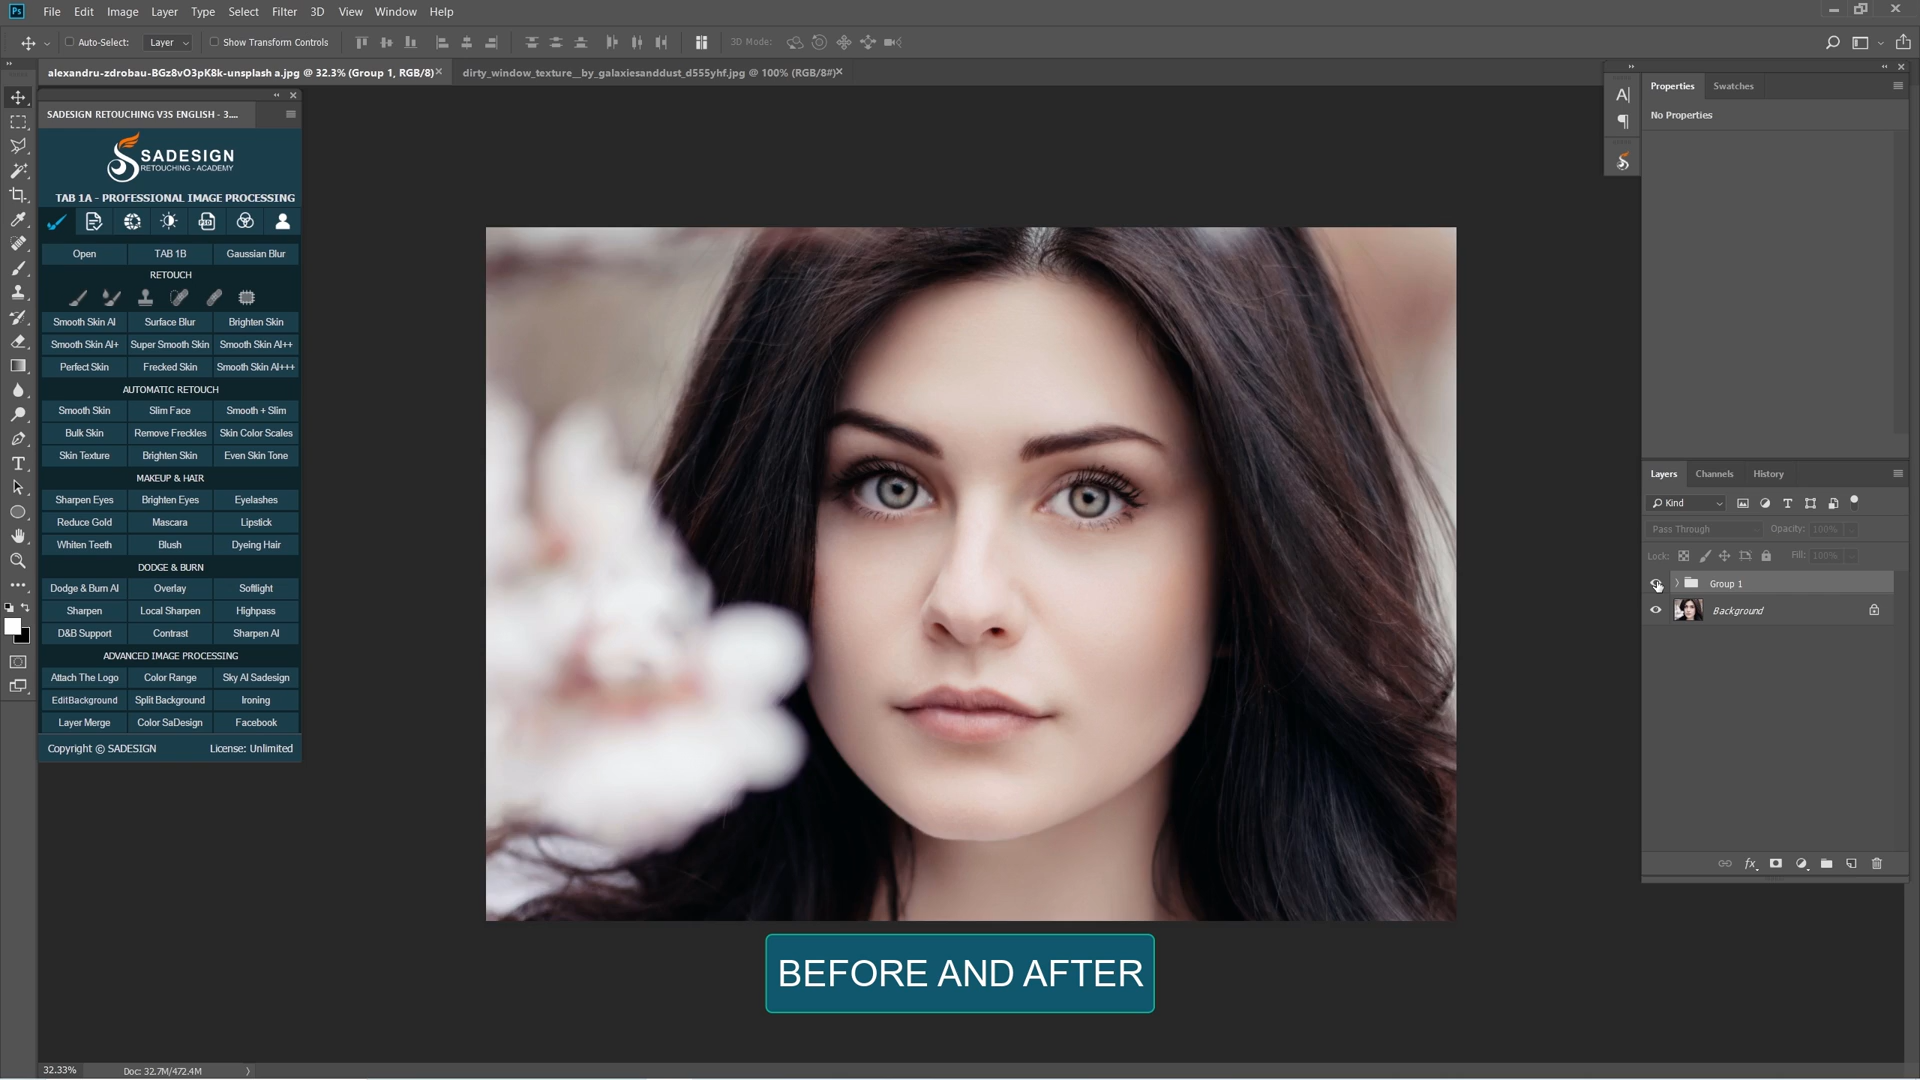 Ps File Edit Image Layer Type Select Filter 3D View Window Help
Auto-Select: Layer Show Transform Controls 3D Mode:
alexandru-zdrobau-BGz8vO3pK8k-unsplash a.jpg @ 32.3% (Group 1, RGB/8) dirty_window_texture__by_galaxiesanddust_d555yhf.jpg @ 100% (RGB/8#)
SADESIGN RETOUCHING V3S ENGLISH - 3....
SADESIGN
RETOUCHING - ACADEMY
TAB 1A - PROFESSIONAL IMAGE PROCESSING
Open TAB 1B Gaussian Blur
RETOUCH
Smooth Skin AI Surface Blur Brighten Skin
Smooth Skin AI+ Super Smooth Skin Smooth Skin AI++
Perfect Skin Frecked Skin Smooth Skin AI+++
AUTOMATIC RETOUCH
Smooth Skin Slim Face Smooth + Slim
Bulk Skin Remove Freckles Skin Color Scales
Skin Texture Brighten Skin Even Skin Tone
MAKEUP & HAIR
Sharpen Eyes Brighten Eyes Eyelashes
Reduce Gold Mascara Lipstick
Whiten Teeth Blush Dyeing Hair
DODGE & BURN
Dodge & Burn AI Overlay Softlight
Sharpen Local Sharpen Highpass
D&B Support Contrast Sharpen AI
ADVANCED IMAGE PROCESSING
Attach The Logo Color Range Sky AI Sadesign
EditBackground Split Background Ironing
Layer Merge Color SaDesign Facebook
Copyright © SADESIGN License: Unlimited
Properties Swatches
No Properties
Layers Channels History
Kind
Pass Through Opacity: 100%
Lock: Fill: 100%
Group 1
Background
BEFORE AND AFTER
32.33% Doc: 32.7M/472.4M